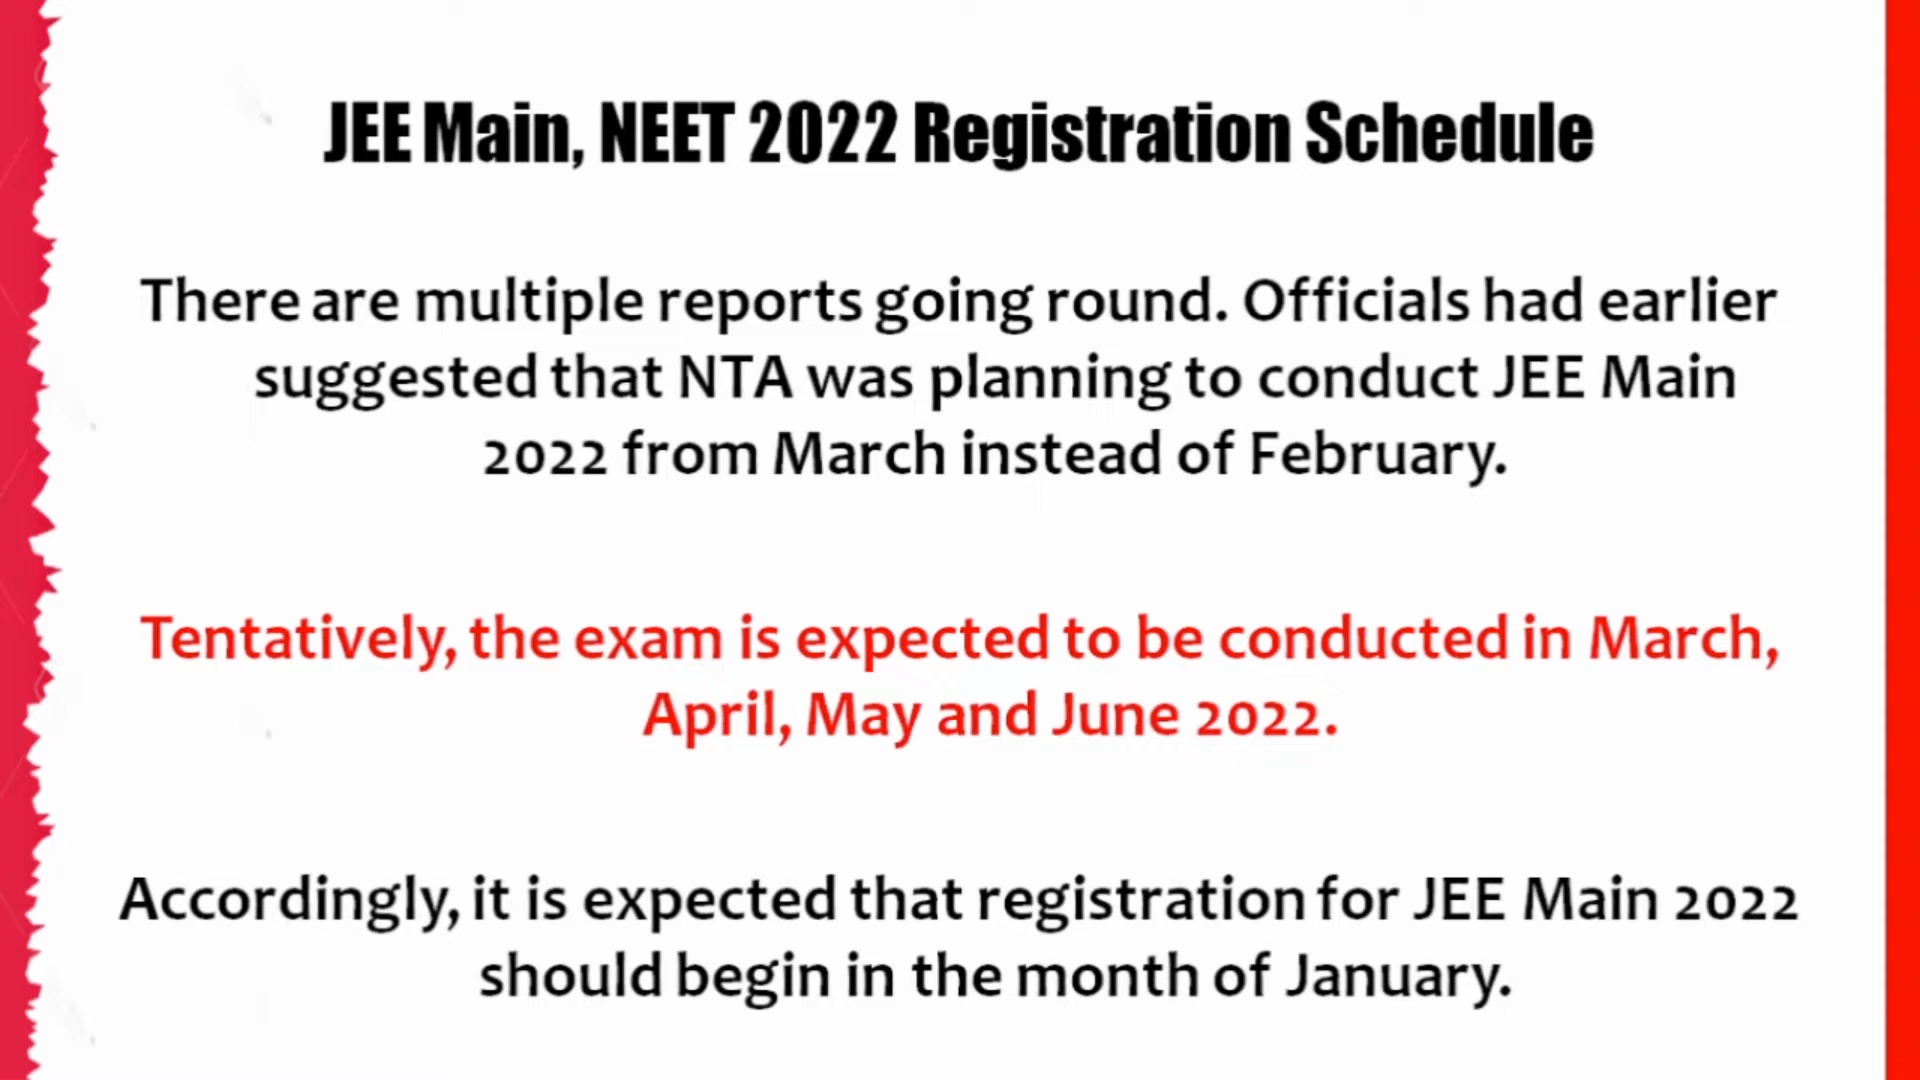 JEE Main, NEET 2022 Registration Schedule
There are multiple reports going round. Officials had earlier
suggested that NTA was planning to conduct JEE Main
2022 from March instead of February.
Tentatively, the exam is expected to be conducted in March,
April, May and June 2022.
Accordingly, it is expected that registration for JEE Main 2022
should begin in the month of January.